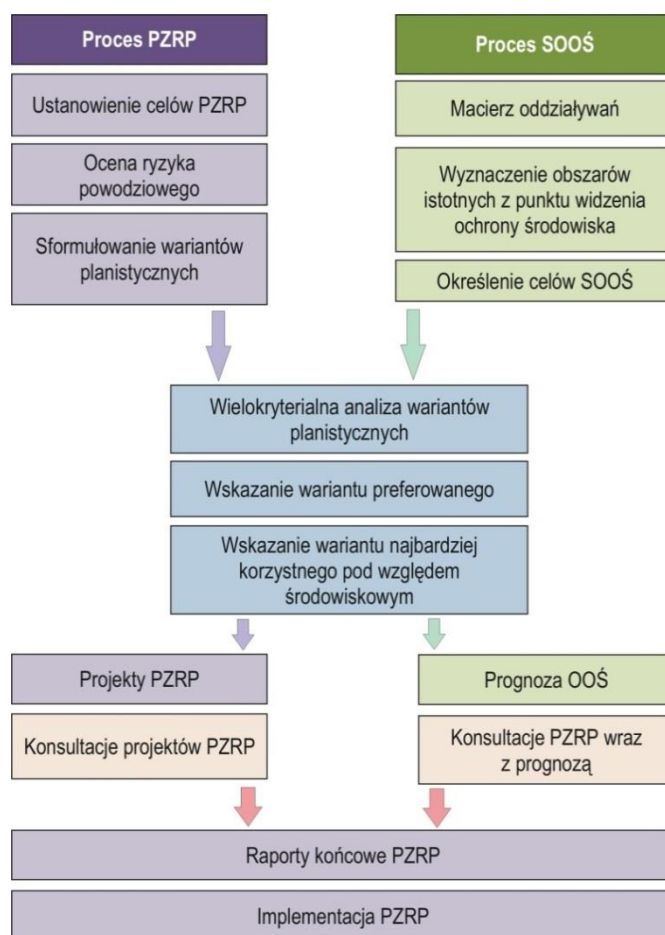 Proces PZRP
Ustanowienie celów PZRP
Ocena ryzyka
powodziowego
Sformułowanie wariantów
planistycznych
Proces SOOŚ
Macierz oddziaływań
Wyznaczenie obszarów
istotnych z punktu widzenia
ochrony środowiska
Określenie celów SOOŚ
Wielokryterialna analiza wariantów
planistycznych
Wskazanie wariantu preferowanego
Wskazanie wariantu najbardziej
korzystnego pod względem
środowiskowym
Projekty PZRP
Konsultacje projektów PZRP
Prognoza OOŚ
Konsultacje PZRP wraz
z prognozą
Raporty końcowe PZRP
Implementacja PZRP